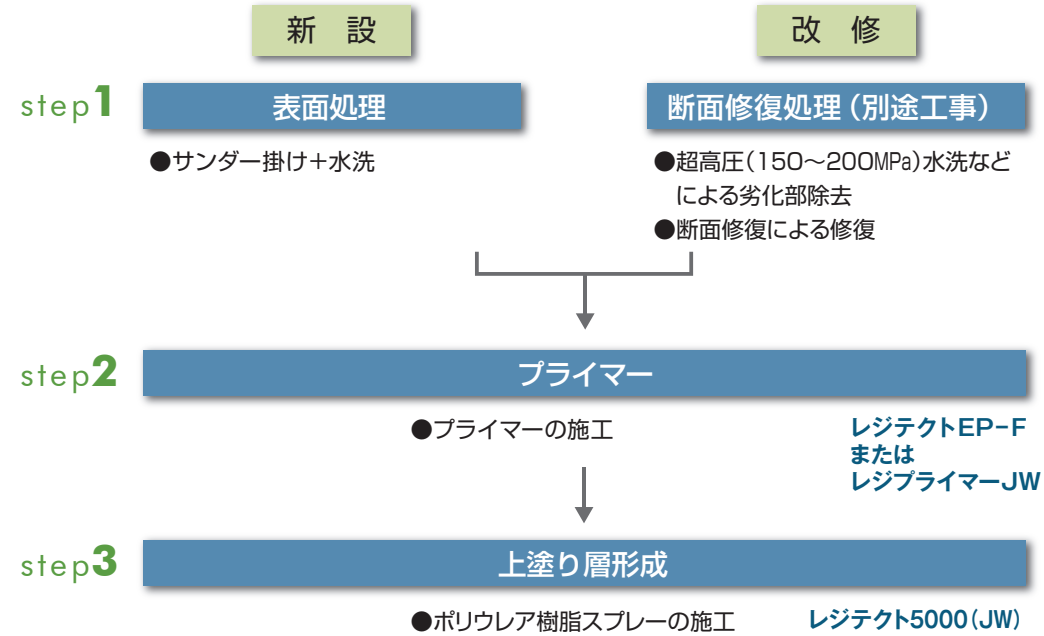 新 設
改 修
step1
表面処理
断面修復処理（別途工事）
●サンダー掛け＋水洗
●超高圧（150～200MPa）水洗など
による劣化部除去
●断面修復による修復
step2
プライマー
●プライマーの施工
レジテクトEP-F
または
レジプライマーJW
step3
上塗り層形成
●ポリウレア樹脂スプレーの施工
レジテクト5000（JW）